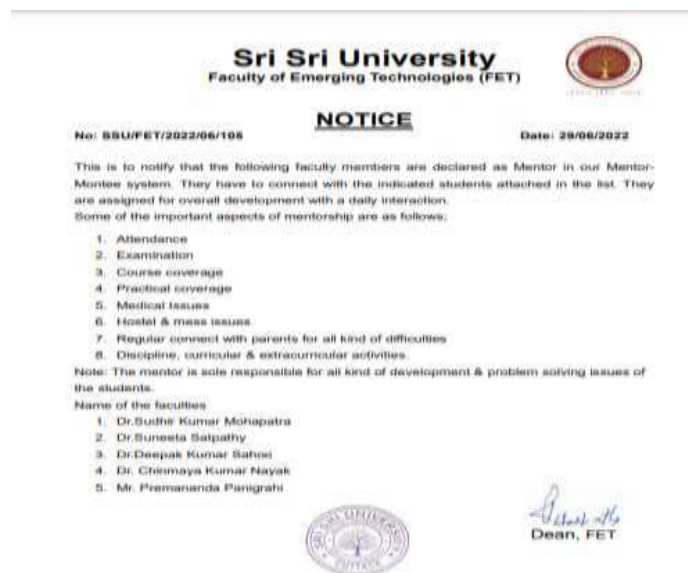 Sri Sri University
Faculty of Emerging Technologies (FET)
NOTICE
No: SSU/FET/2022/06/105
Date: 29/06/2022
This is to notify that the following faculty members are declared as Mentor in our Mentor-
Montee system. They have to connect with the indicated students attached in the list. They
are assigned for overall development with a daily interaction.
Some of the important aspects of mentorship are as follows:
1. Attendance
2. Examination
3. Course coverage
4. Practical coverage
5. Medical Issues
6. Hostel & mess issues
7. Regular connect with parents for all kind of difficulties
8. Discipline, curricular & extracurricular activities.
Note: The mentor is sole responsible for all kind of development & problem solving issues of
the students.
Name of the faculties
1. Dr.Sudhir Kumar Mohapatra
2. Dr.Suneeta Satpathy
3. Dr.Deepak Kumar Sahoo
4. Dr. Chinmaya Kumar Nayak
5. Mr. Premananda Panigrahi
SRI SRI UNIVERSITY
CUTTACK
Dean, FET